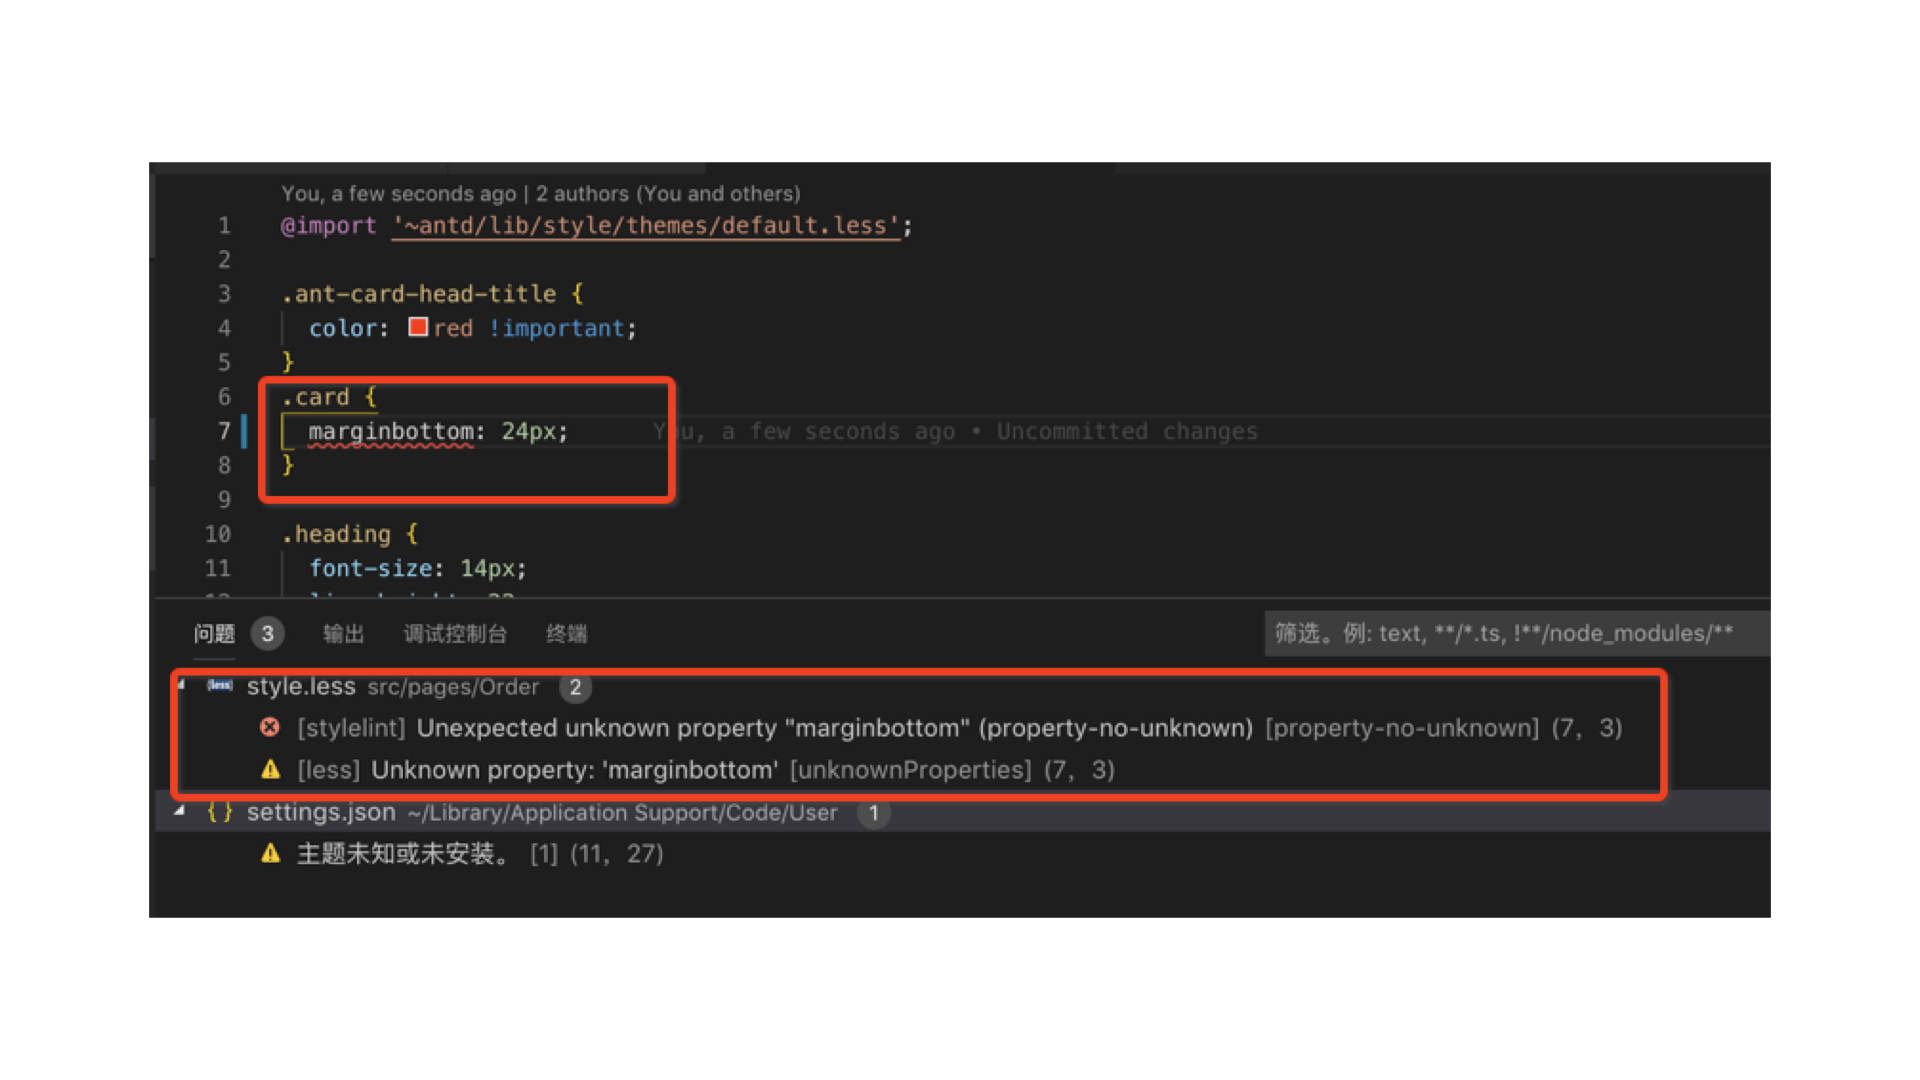 You, a few seconds ago | 2 authors (You and others)
1 @import '~antd/lib/style/themes/default.less';
2
3 .ant-card-head-title {
4 color: red !important;
5 }
6 .card {
7 marginbottom: 24px; You, a few seconds ago • Uncommitted changes
8 }
9
10 .heading {
11 font-size: 14px;
问题 3 输出 调试控制台 终端 筛选。例: text, **/*.ts, !**/node_modules/**
{less} style.less src/pages/Order 2
[stylelint] Unexpected unknown property "marginbottom" (property-no-unknown) [property-no-unknown] (7, 3)
[less] Unknown property: 'marginbottom' [unknownProperties] (7, 3)
{ } settings.json ~/Library/Application Support/Code/User 1
主题未知或未安装。 [1] (11, 27)